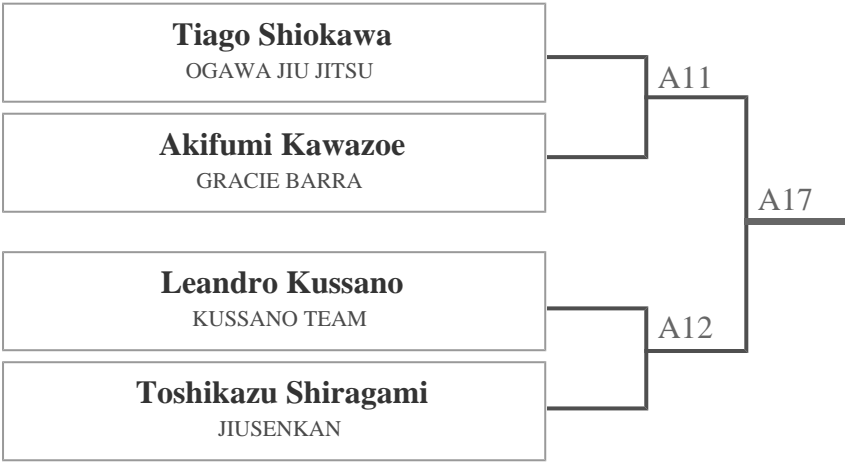 Tiago Shiokawa
OGAWA JIU JITSU
A11
Akifumi Kawazoe
GRACIE BARRA
A17
Leandro Kussano
KUSSANO TEAM
A12
Toshikazu Shiragami
JIUSENKAN